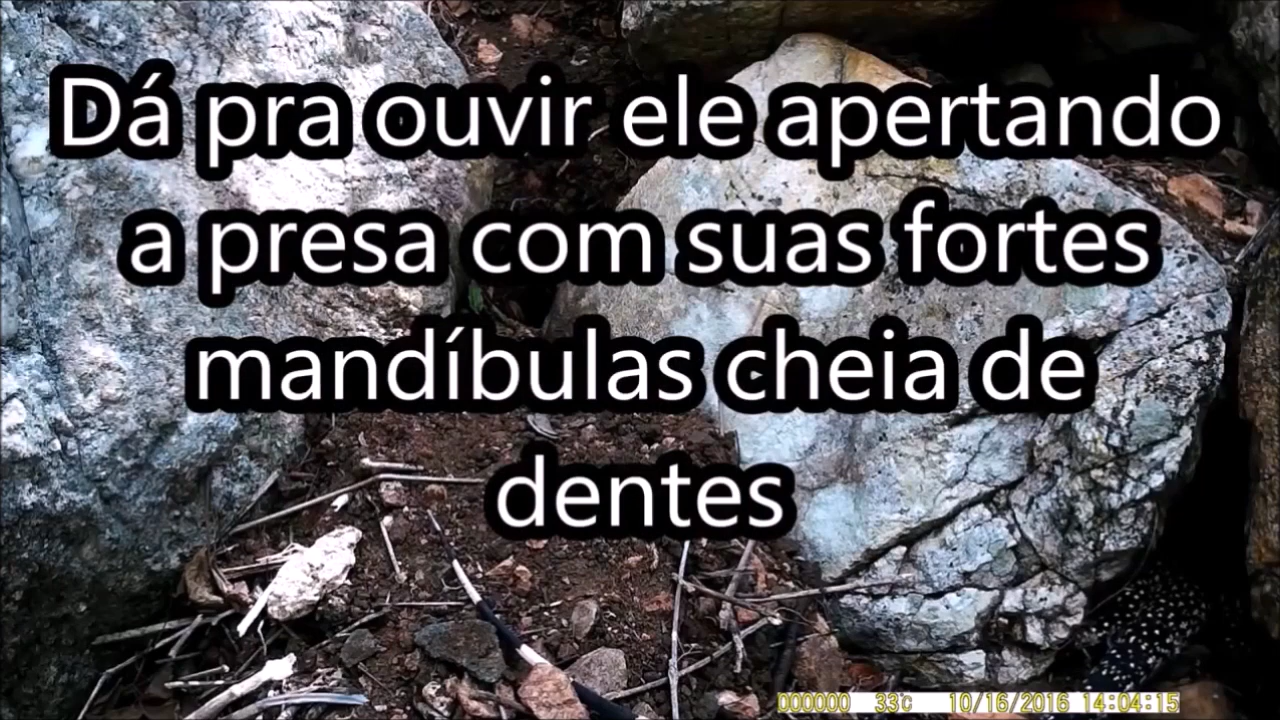 Dá pra ouvir ele apertando
a presa com suas fortes
mandíbulas cheia de
dentes
000000 33c 10/16/2016 14:04:15